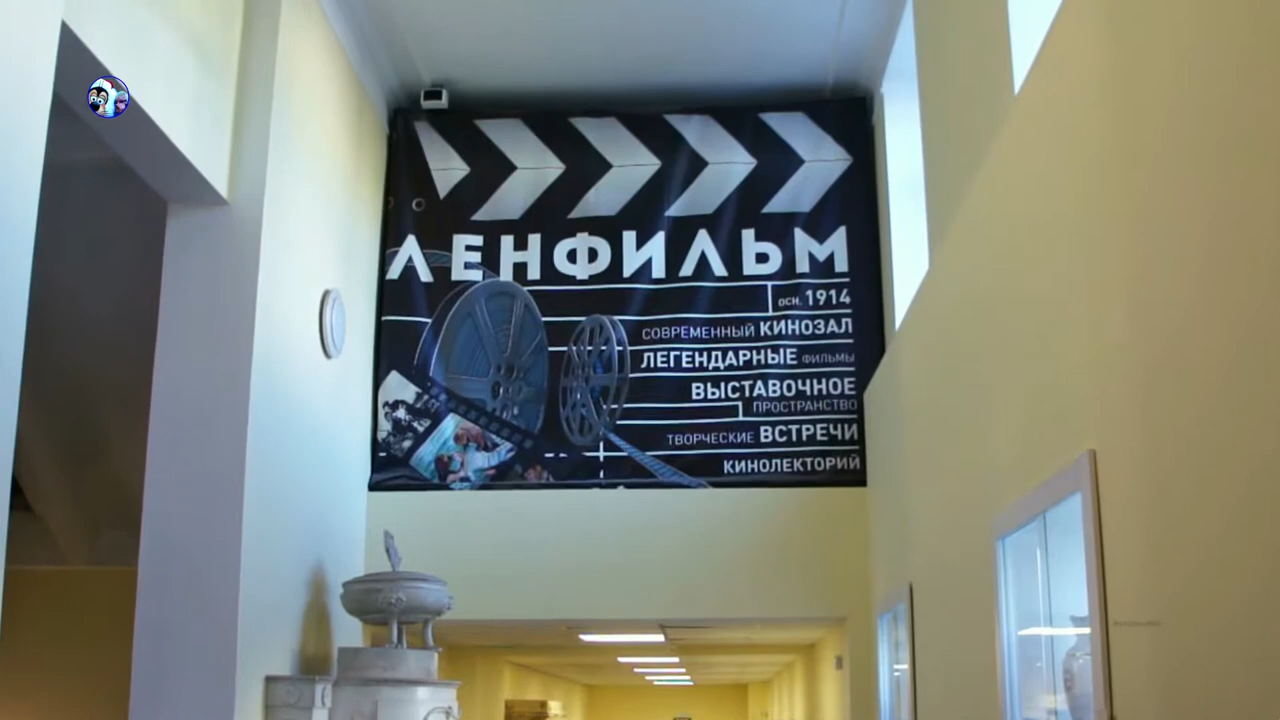 ЛЕНФИЛЬМ
осн. 1914
СОВРЕМЕННЫЙ КИНОЗАЛ
ЛЕГЕНДАРНЫЕ ФИЛЬМЫ
ВЫСТАВОЧНОЕ
ПРОСТРАНСТВО
ТВОРЧЕСКИЕ ВСТРЕЧИ
КИНОЛЕКТОРИЙ